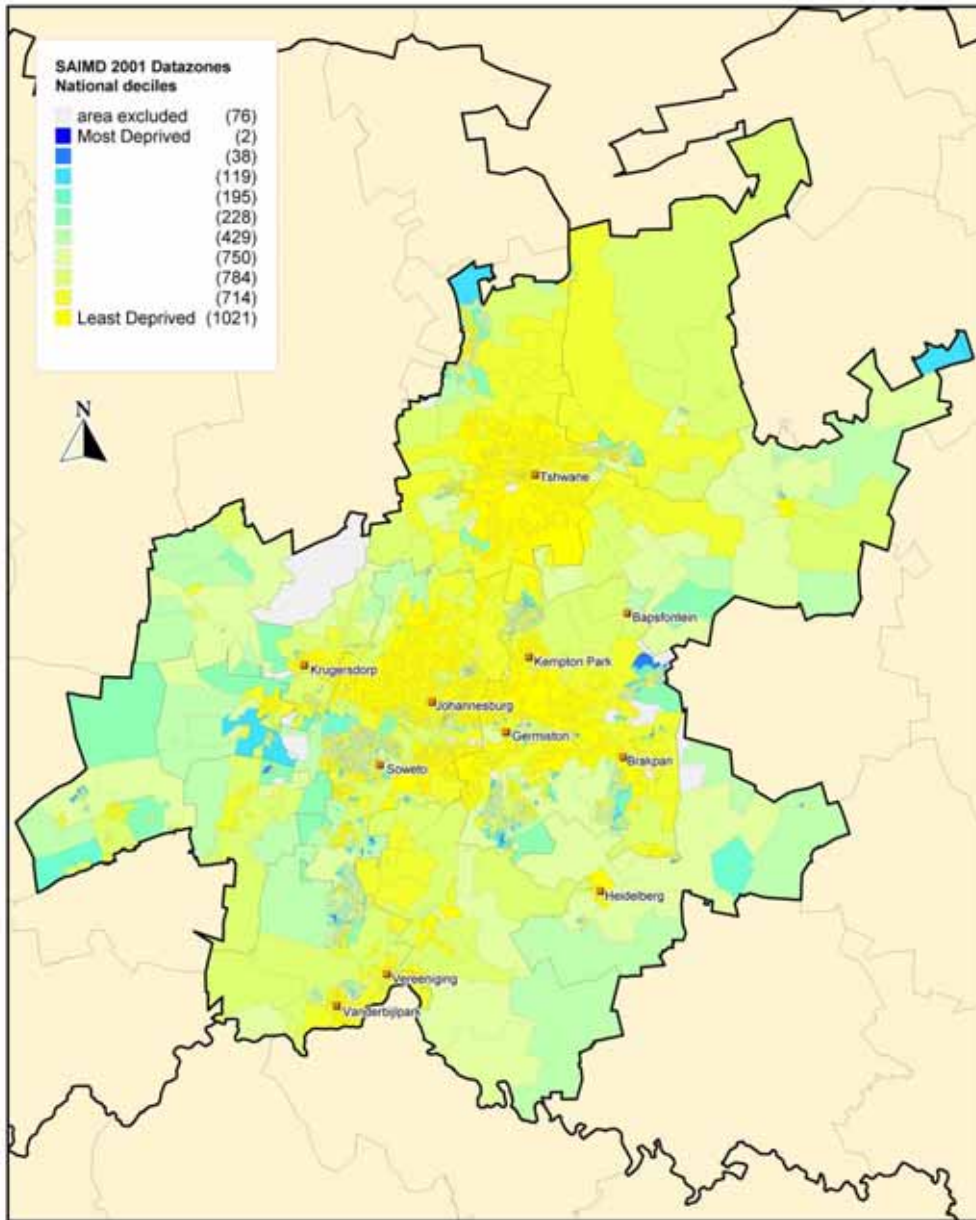 SAIMD 2001 Datazones
National deciles
area excluded (76)
Most Deprived (2)
(38)
(119)
(195)
(228)
(429)
(750)
(784)
(714)
Least Deprived (1021)
N
Tshwane
Bapsfontein
Kempton Park
Krugersdorp
Johannesburg
Germiston
Brakpan
Soweto
Heidelberg
Vereeniging
Vanderbijlpark